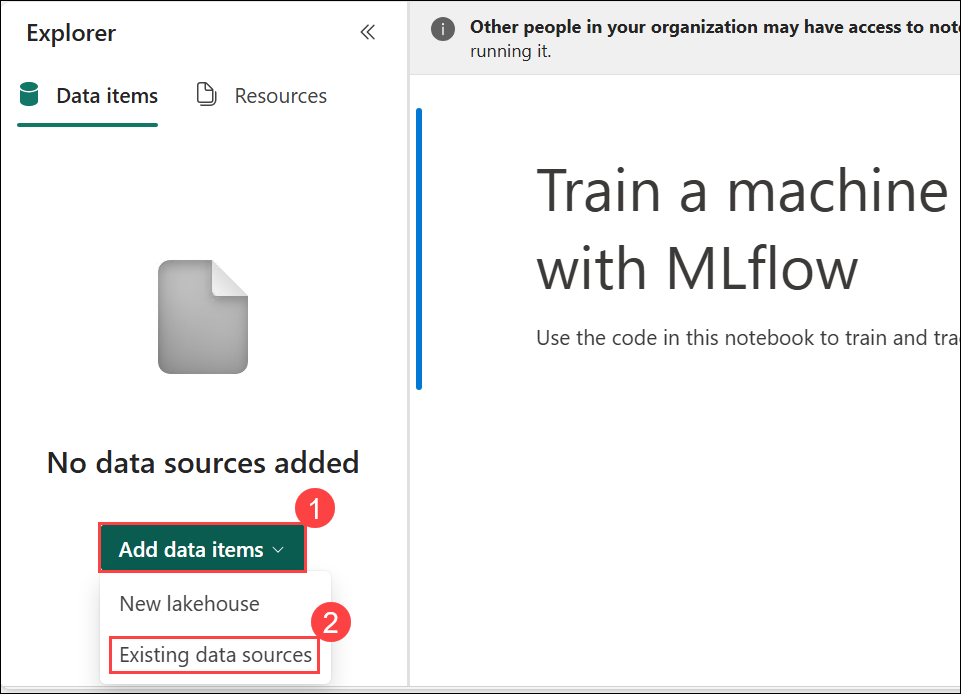 Explorer
Data items
Resources
No data sources added
1
Add data items
New lakehouse
2
Existing data sources
Other people in your organization may have access to
running it.
Train a machine
with MLflow
Use the code in this notebook to train and